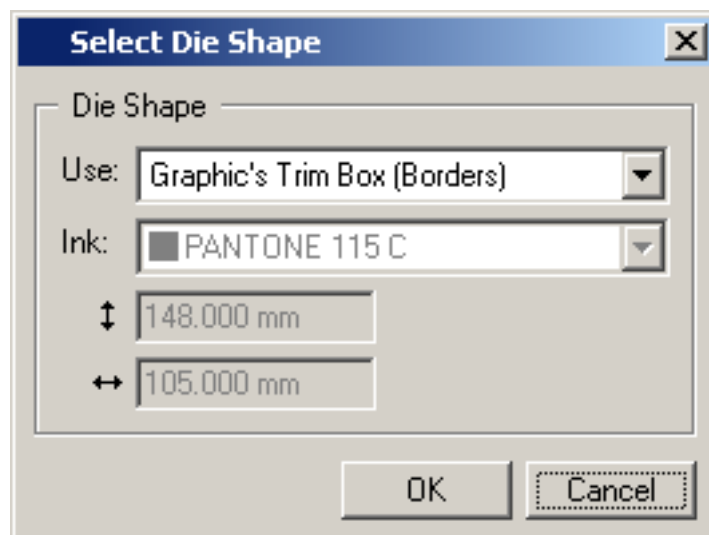 Select Die Shape
Die Shape
Use: Graphic's Trim Box (Borders)
Ink: PANTONE 115 C
148.000 mm
105.000 mm
OK Cancel